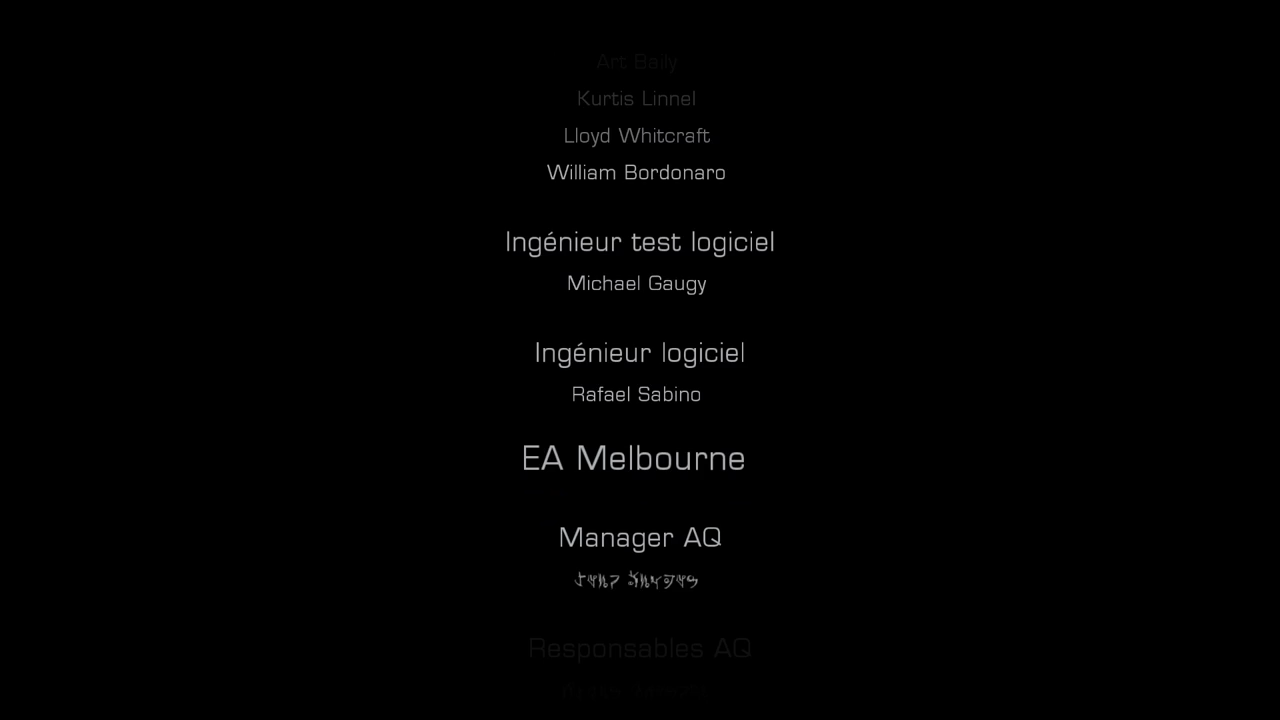 Art Baily
Kurtis Linnel
Lloyd Whitcraft
William Bordonaro
Ingénieur test logiciel
Michael Gaugy
Ingénieur logiciel
Rafael Sabino
EA Melbourne
Manager AQ
Responsables AQ